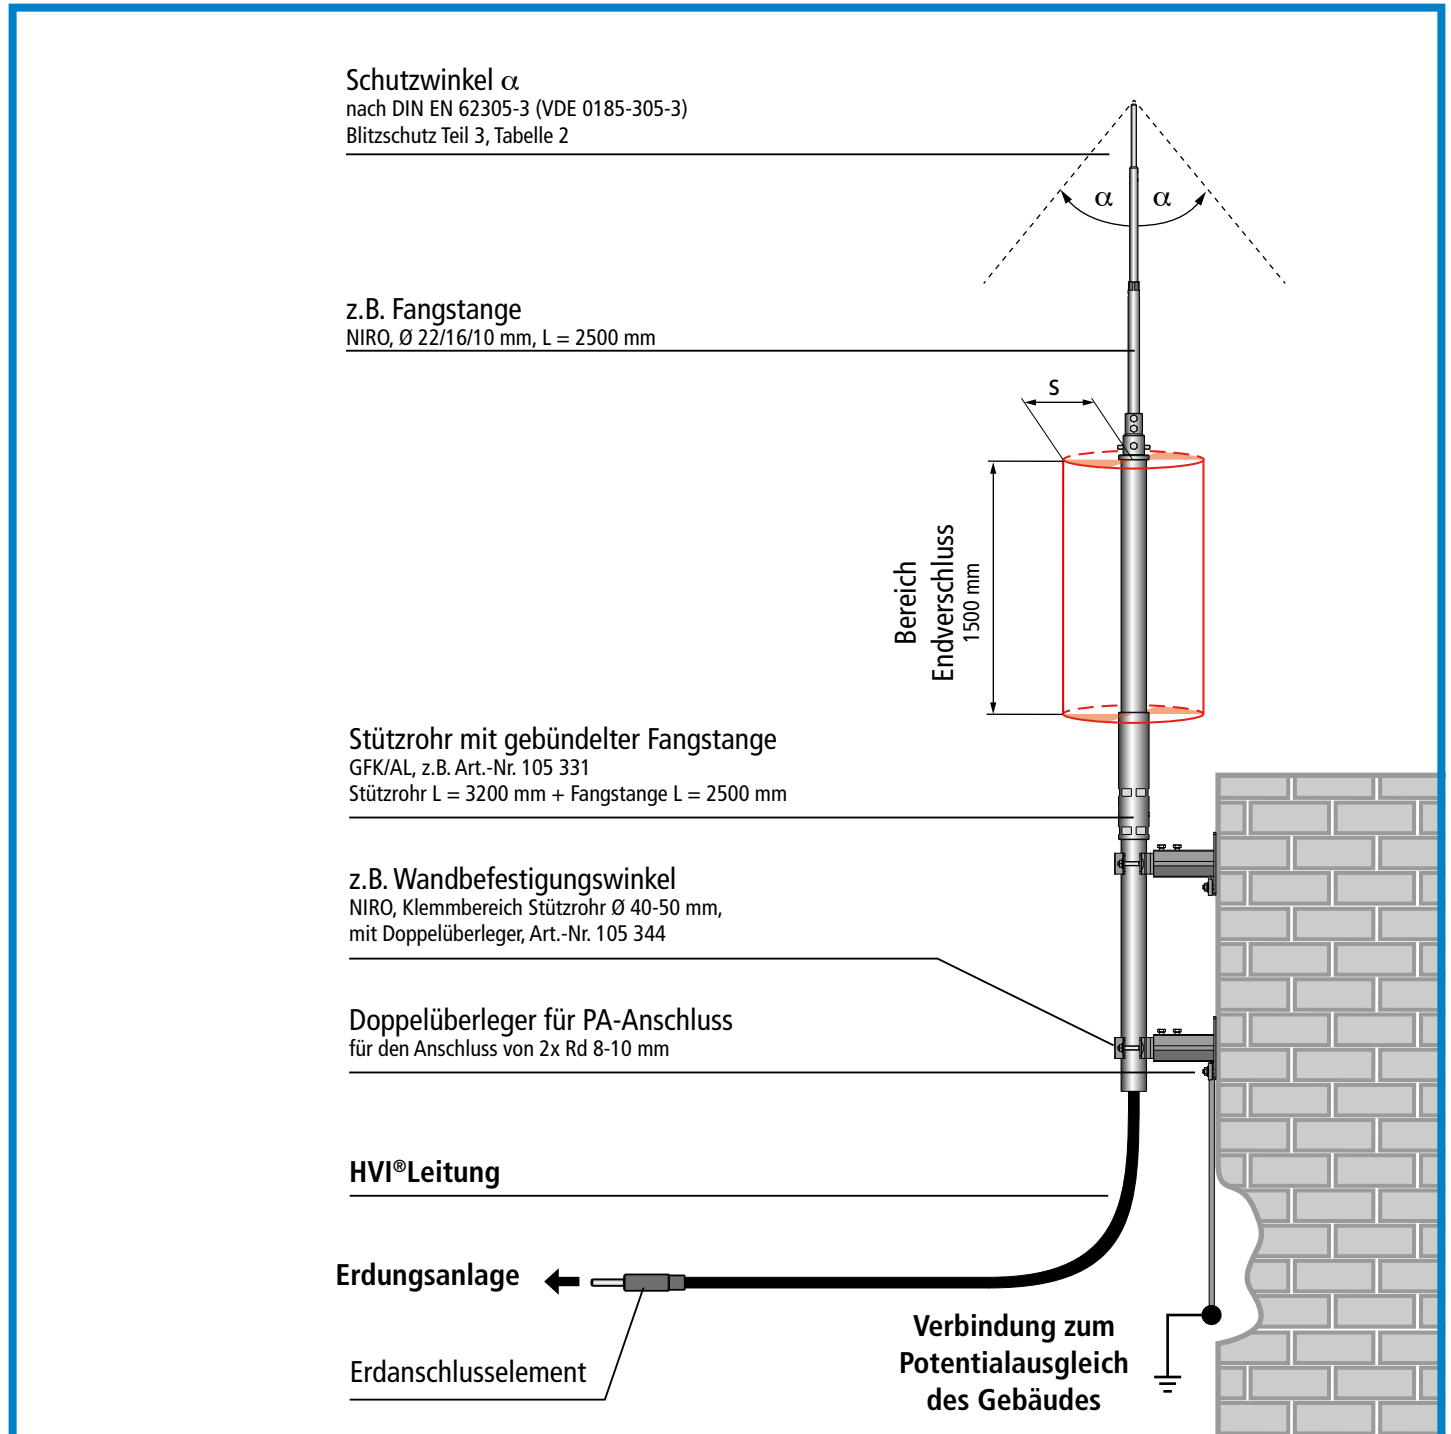 Schutzwinkel α
nach DIN EN 62305-3 (VDE 0185-305-3)
Blitzschutz Teil 3, Tabelle 2
α α
z.B. Fangstange
NIRO, Ø 22/16/10 mm, L = 2500 mm
S
Bereich
Endverschluss
1500 mm
Stützrohr mit gebündelter Fangstange
GFK/AL, z.B. Art.-Nr. 105 331
Stützrohr L = 3200 mm + Fangstange L = 2500 mm
z.B. Wandbefestigungswinkel
NIRO, Klemmbereich Stützrohr Ø 40-50 mm,
mit Doppelüberleger, Art.-Nr. 105 344
Doppelüberleger für PA-Anschluss
für den Anschluss von 2x Rd 8-10 mm
HVI®Leitung
Erdungsanlage
Erdanschlusselement
Verbindung zum
Potentialausgleich
des Gebäudes